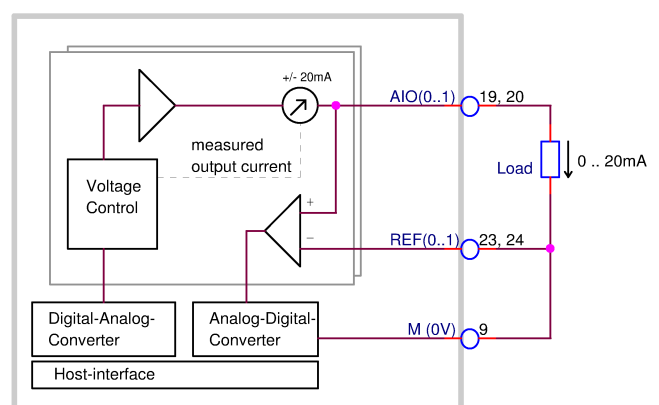 +/- 20mA
AIO(0..1)
19, 20
measured
output current
Load
0 .. 20mA
Voltage
Control
+
−
REF(0..1)
23, 24
Digital-Analog-
Converter
Analog-Digital-
Converter
M (0V)
9
Host-interface